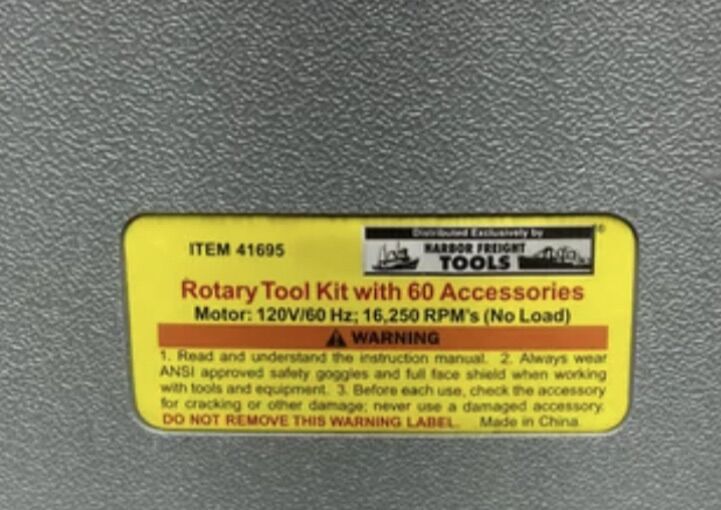 Distributed Exclusively by
ITEM 41695
HARBOR FREIGHT
TOOLS
®
Rotary Tool Kit with 60 Accessories
Motor: 120V/60 Hz; 16,250 RPM's (No Load)
WARNING
1. Read and understand the instruction manual. 2. Always wear
ANSI approved safety goggles and full face shield when working
with tools and equipment. 3. Before each use, check the accessory
for cracking or other damage; never use a damaged accessory.
DO NOT REMOVE THIS WARNING LABEL. Made in China